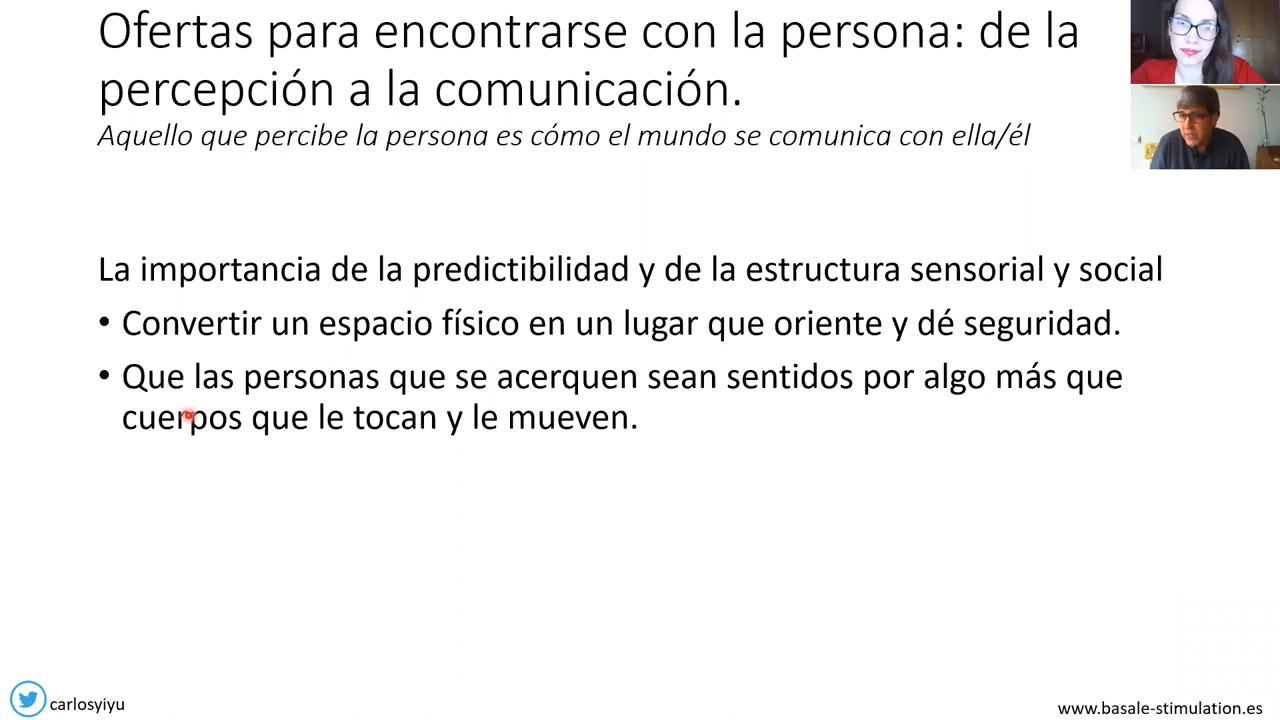 Ofertas para encontrarse con la persona: de la
percepción a la comunicación.
Aquello que percibe la persona es cómo el mundo se comunica con ella/él
La importancia de la predictibilidad y de la estructura sensorial y social
• Convertir un espacio físico en un lugar que oriente y dé seguridad.
• Que las personas que se acerquen sean sentidos por algo más que
cuerpos que le tocan y le mueven.
carlosyiyu
www.basale-stimulation.es